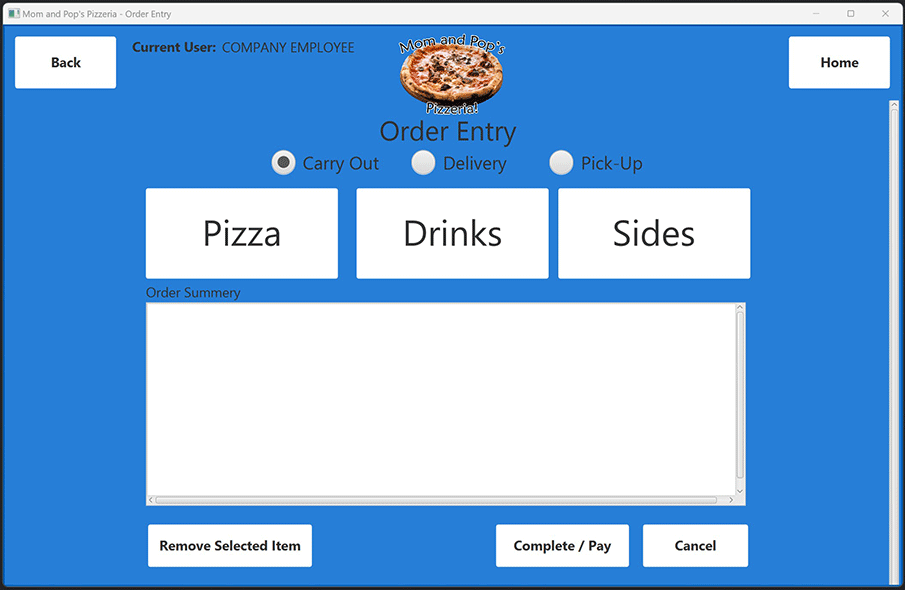 Mom and Pop's Pizzeria - Order Entry
Back
Current User: COMPANY EMPLOYEE
Mom and Pop's
Pizzeria!
Home
Order Entry
Carry Out Delivery Pick-Up
Pizza Drinks Sides
Order Summery
Remove Selected Item Complete / Pay Cancel